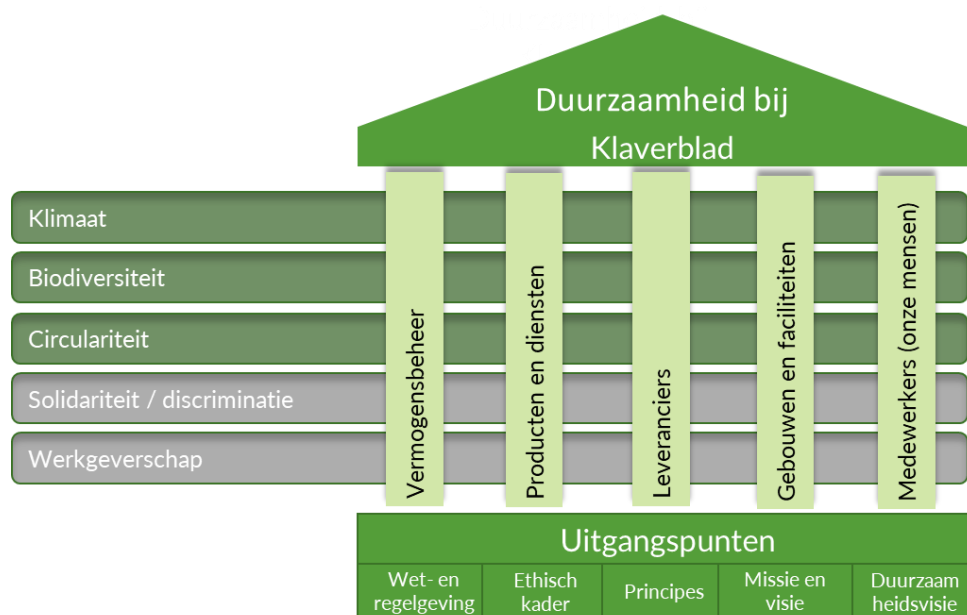 Duurzaamheid bij
Klaverblad
Klimaat
Biodiversiteit
Circulariteit
Solidariteit / discriminatie
Werkgeverschap
Vermogensbeheer
Producten en diensten
Leveranciers
Gebouwen en faciliteiten
Medewerkers (onze mensen)
Uitgangspunten
Wet- en
regelgeving
Ethisch
kader
Principes
Missie en
visie
Duurzaam
heidsvisie